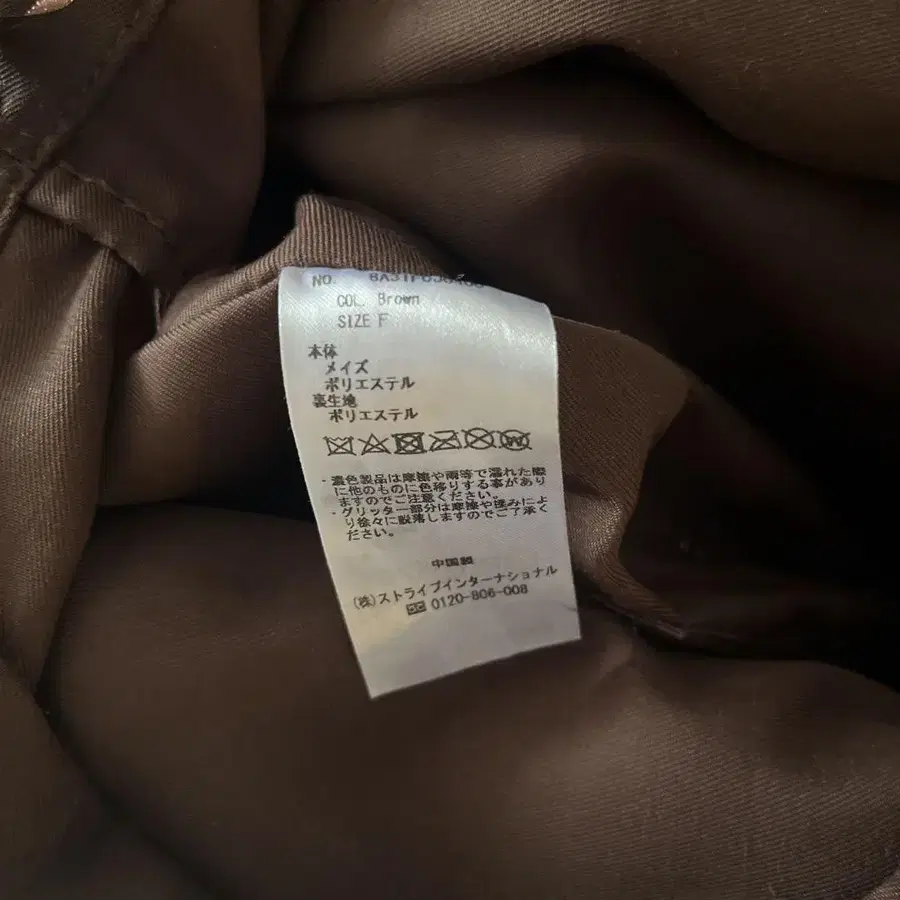 NO.
COL. Brown
SIZE F
本体
メイズ
ポリエステル
裏生地
ポリエステル
・濃色製品は摩擦や雨等で濡れた際
に他のものに色移りする事があり
ますのでご注意ください。
・グリッター部分は摩擦や揉みによ
り徐々に脱落しますのでご了承く
ださい。
中国製
(株)ストライプインターナショナル
0120-806-008